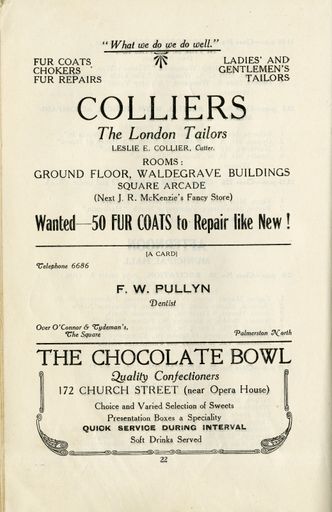 "What we do we do well."
FUR COATS
CHOKERS
FUR REPAIRS
LADIES' AND
GENTLEMEN'S
TAILORS
COLLIERS
The London Tailors
LESLIE E. COLLIER, Cutter.
ROOMS:
GROUND FLOOR, WALDEGRAVE BUILDINGS
SQUARE ARCADE
(Next J. R. McKenzie's Fancy Store)
Wanted—50 FUR COATS to Repair like New!
[A CARD]
Telephone 6686
F. W. PULLYN
Dentist
Over O'Connor & Tydeman's,
The Square
Palmerston North
THE CHOCOLATE BOWL
Quality Confectioners
172 CHURCH STREET (near Opera House)
Choice and Varied Selection of Sweets
Presentation Boxes a Speciality
QUICK SERVICE DURING INTERVAL
Soft Drinks Served
22